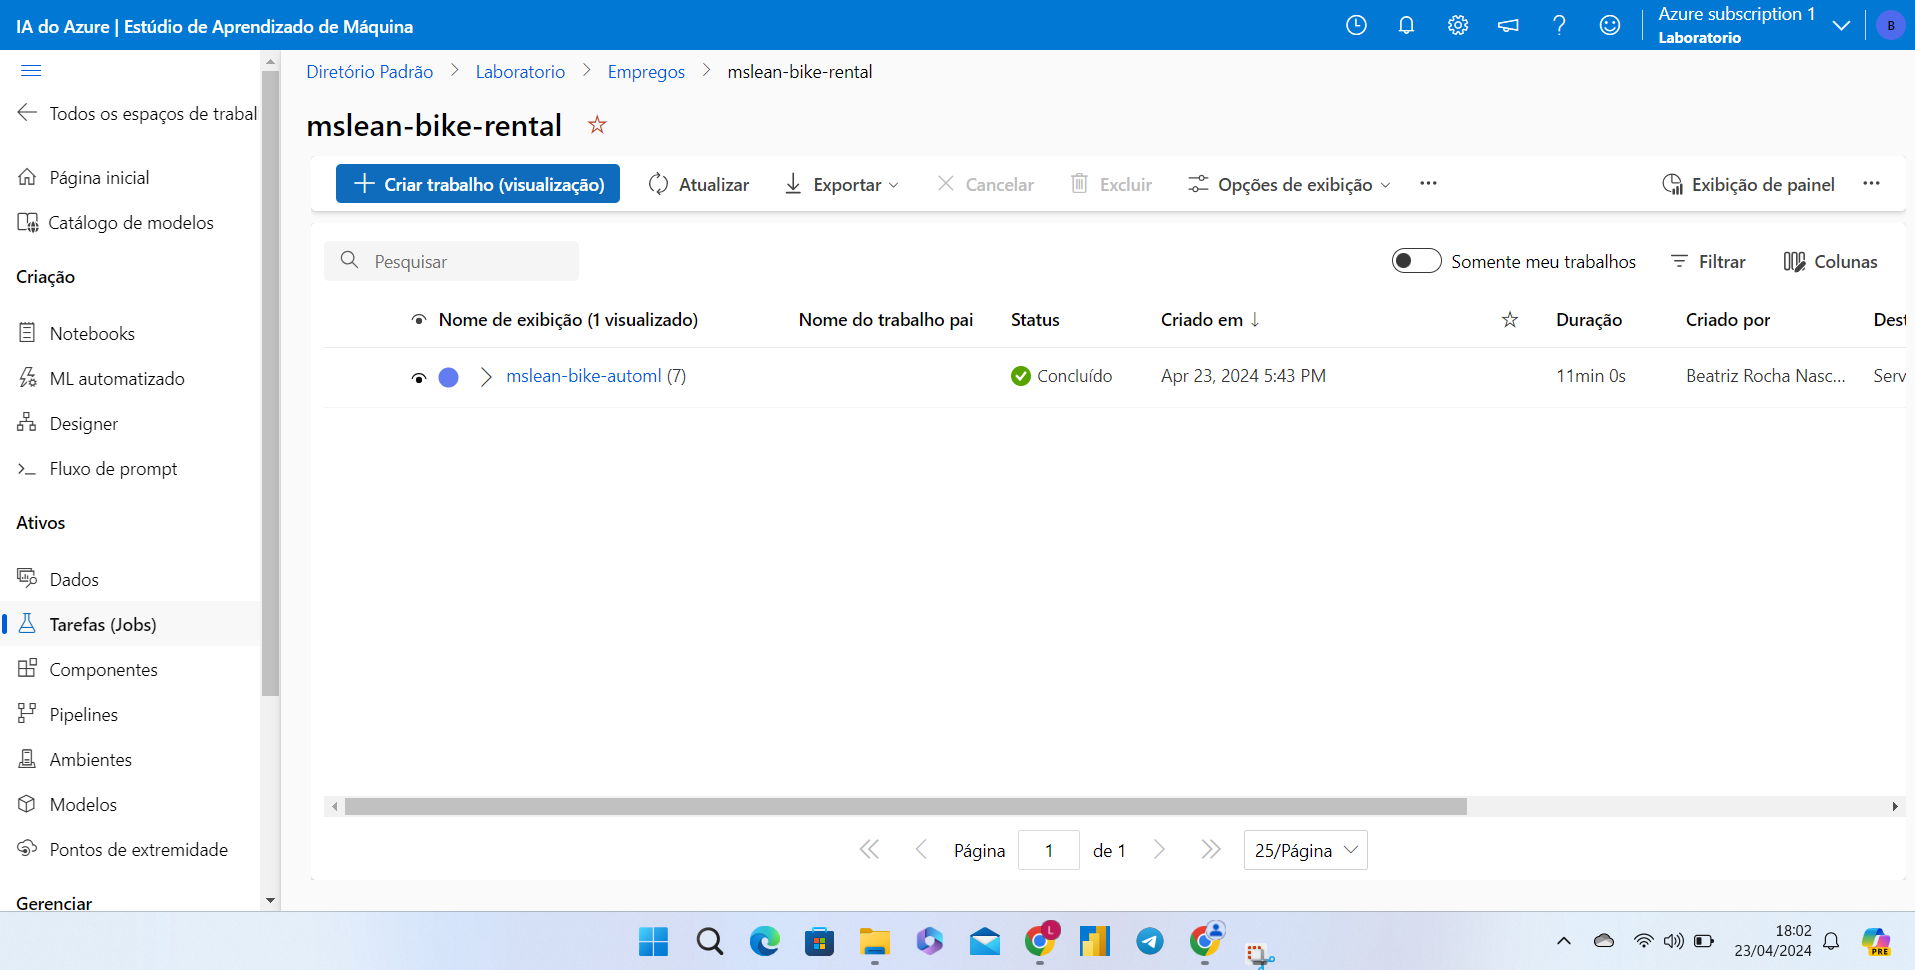 IA do Azure | Estúdio de Aprendizado de Máquina
Azure subscription 1
Laboratorio
B
Todos os espaços de trabal
Página inicial
Catálogo de modelos
Criação
Notebooks
ML automatizado
Designer
Fluxo de prompt
Ativos
Dados
Tarefas (Jobs)
Componentes
Pipelines
Ambientes
Modelos
Pontos de extremidade
Gerenciar
Diretório Padrão > Laboratorio > Empregos > mslean-bike-rental
mslean-bike-rental
Criar trabalho (visualização) Atualizar Exportar Cancelar Excluir Opções de exibição ··· Exibição de painel ···
Pesquisar
Somente meu trabalhos Filtrar Colunas
Nome de exibição (1 visualizado) Nome do trabalho pai Status Criado em ↓ Duração Criado por Dest
mslean-bike-automl (7) Concluído Apr 23, 2024 5:43 PM 11min 0s Beatriz Rocha Nasc... Serv
Página 1 de 1 25/Página
L
18:02
23/04/2024
PRE